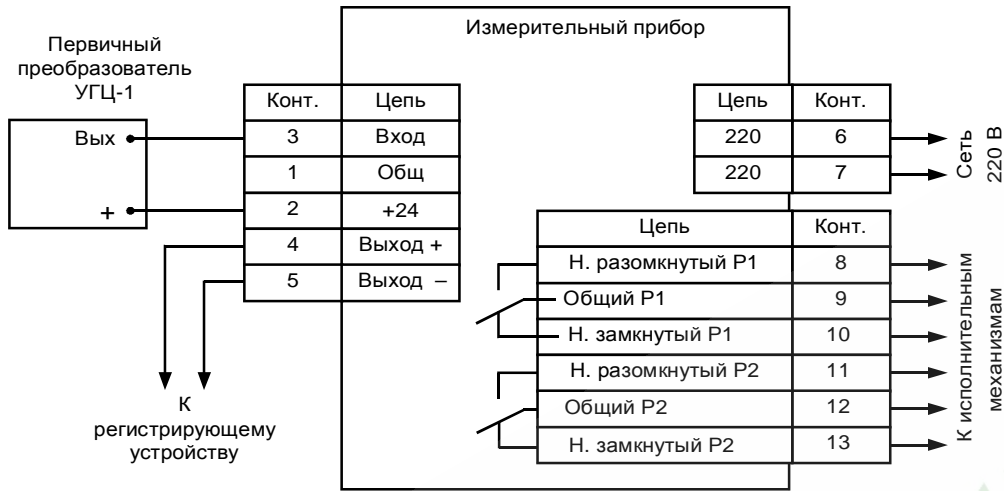 Измерительный прибор
Первичный
преобразователь
УГЦ-1
Вых
+
Конт. Цепь
3 Вход
1 Общ
2 +24
4 Выход +
5 Выход –
К
регистрирующему
устройству
Цепь Конт.
220 6
220 7
Сеть
220 В
Цепь Конт.
Н. разомкнутый Р1 8
Общий Р1 9
Н. замкнутый Р1 10
Н. разомкнутый Р2 11
Общий Р2 12
Н. замкнутый Р2 13
К исполнительным
механизмам